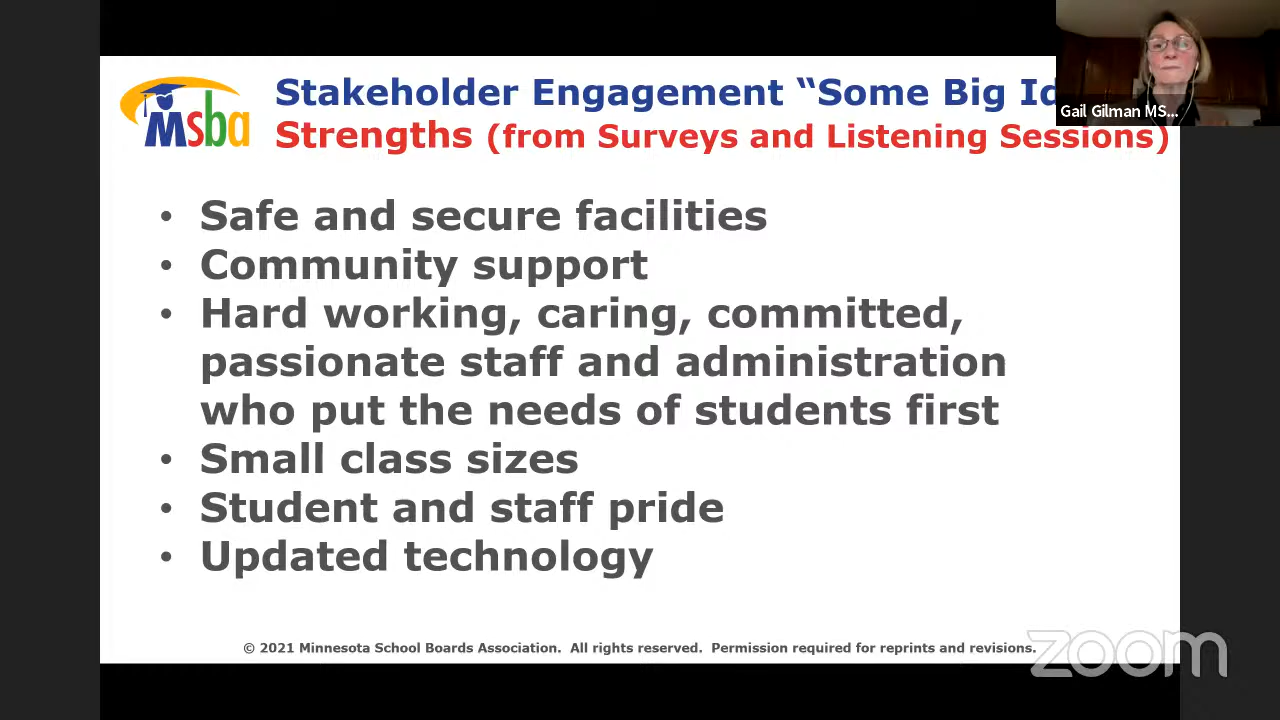 Msba
Stakeholder Engagement “Some Big
Strengths (from Surveys and Listening Sessions)
Gail Gilman MS...
• Safe and secure facilities
• Community support
• Hard working, caring, committed,
passionate staff and administration
who put the needs of students first
• Small class sizes
• Student and staff pride
• Updated technology
© 2021 Minnesota School Boards Association. All rights reserved. Permission required for reprints and revisions.
zoom